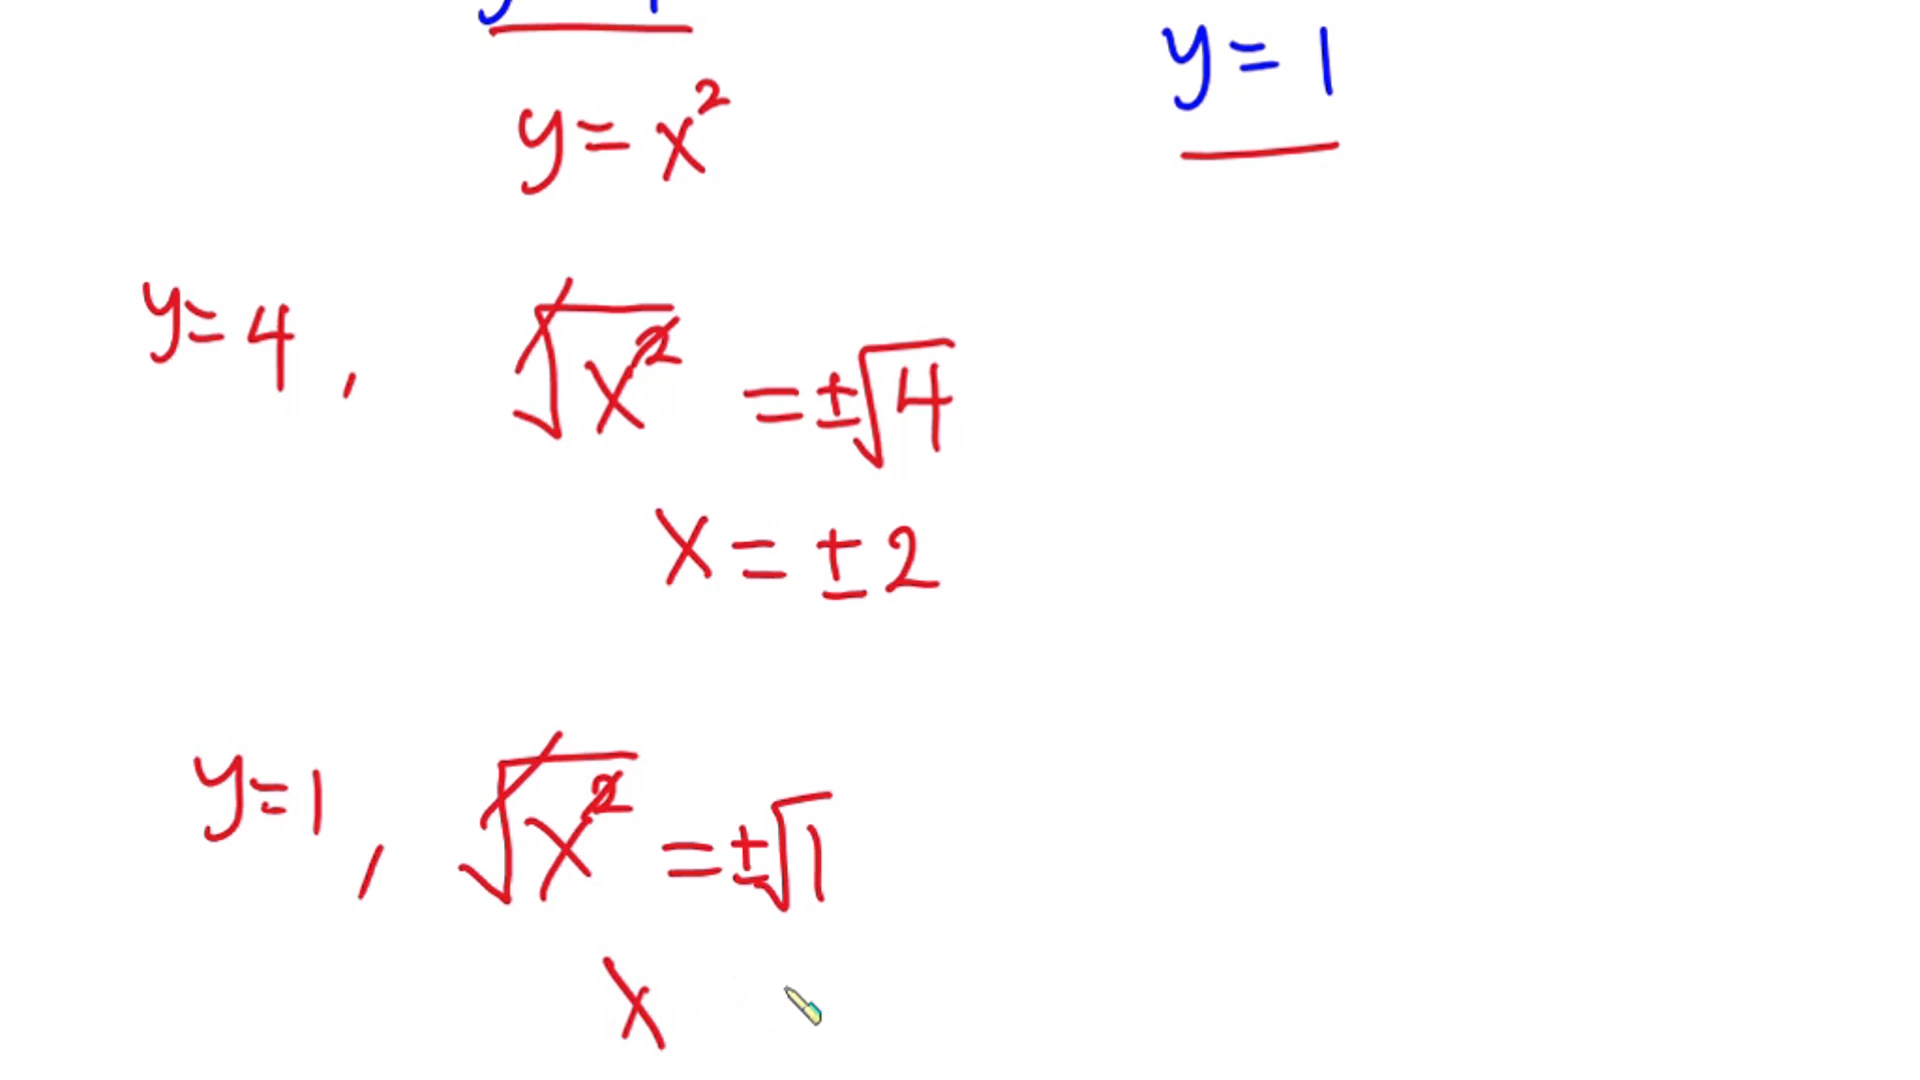 y = 1
y = x²
y = 4 , √x² = ±√4
x = ±2
y = 1 , √x² = ±√1
x